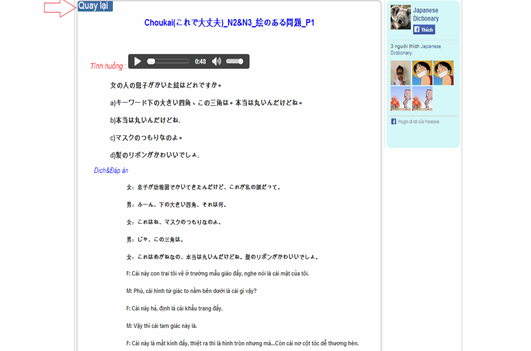 Quay lại
Choukai(これで大丈夫)_N2&N3_絵のある問題_P1
Tình huống
0:48
女の人の息子がかいた絵はどれですか。
a)キーワード下の大きい四角、この三角は。本当は丸いんだけどね。
b)本当は丸いんだけどね.
c)マスクのつもりなのよ。
d)髪のリボンがかわいいでしょ.
Dịch&Đáp án
女: 息子が幼稚園でかいてきたんだけど、これが私の顔だって。
男: ふーん、下の大きい四角、それは何。
女: これはね、マスクのつもりなのよ。
男: じゃ、この三角は。
女: これはめがねなの、本当は丸いんだけどね。髪のリボンがかわいいでしょ。
F: Cái này con trai tôi vẽ ở trường mẫu giáo đấy, nghe nói là cái mặt của tôi.
M: Phù, cái hình tứ giác to nằm bên dưới là cái gì vậy?
F: Cái này hả, định là cái khẩu trang đấy.
M: Vậy thì cái tam giác này là.
F: Cái này là mắt kính đấy, thiệt ra thì là hình tròn nhưng mà...Còn cái nơ cột tóc dễ thương hén.
Japanese Dictionary
Thích
3 người thích Japanese Dictionary.
Plugin xã hội của Facebook